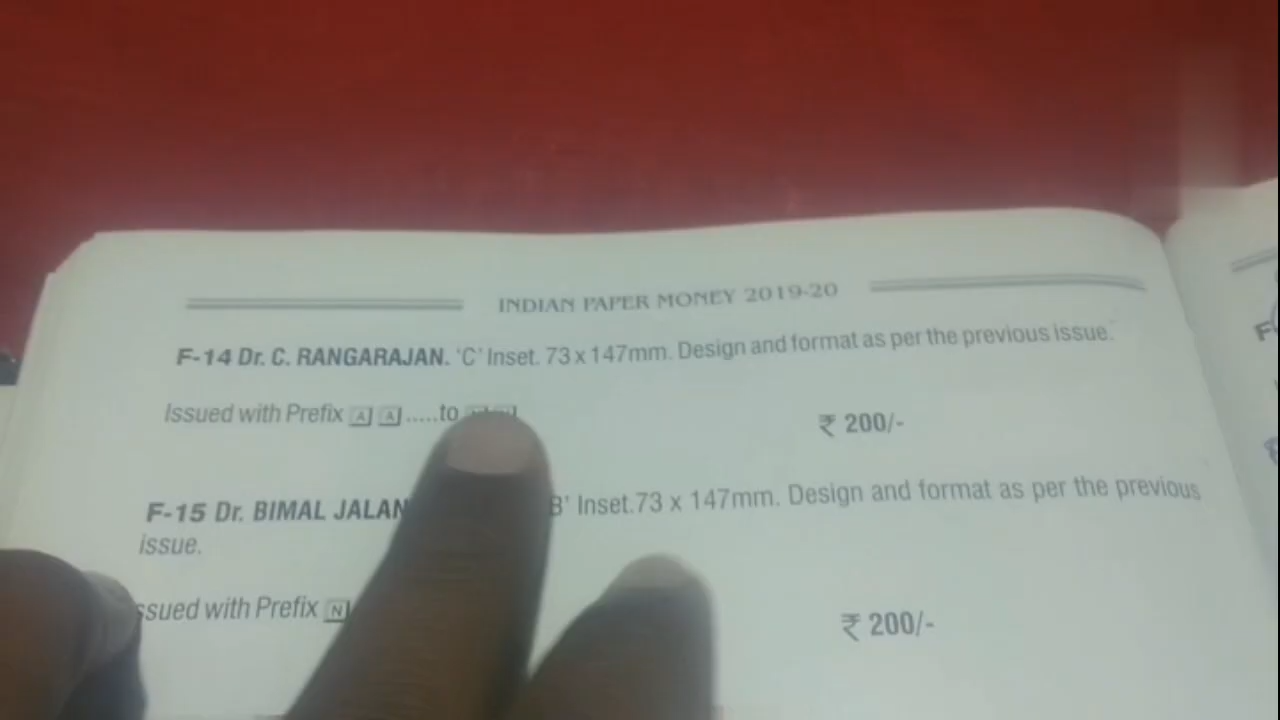 INDIAN PAPER MONEY 2019-20
F-14 Dr. C. RANGARAJAN. ‘C’ Inset. 73 x 147mm. Design and format as per the previous issue.
Issued with Prefix A A .....to
₹ 200/-
F-15 Dr. BIMAL JALAN B’ Inset.73 x 147mm. Design and format as per the previous
issue.
ssued with Prefix N
₹ 200/-